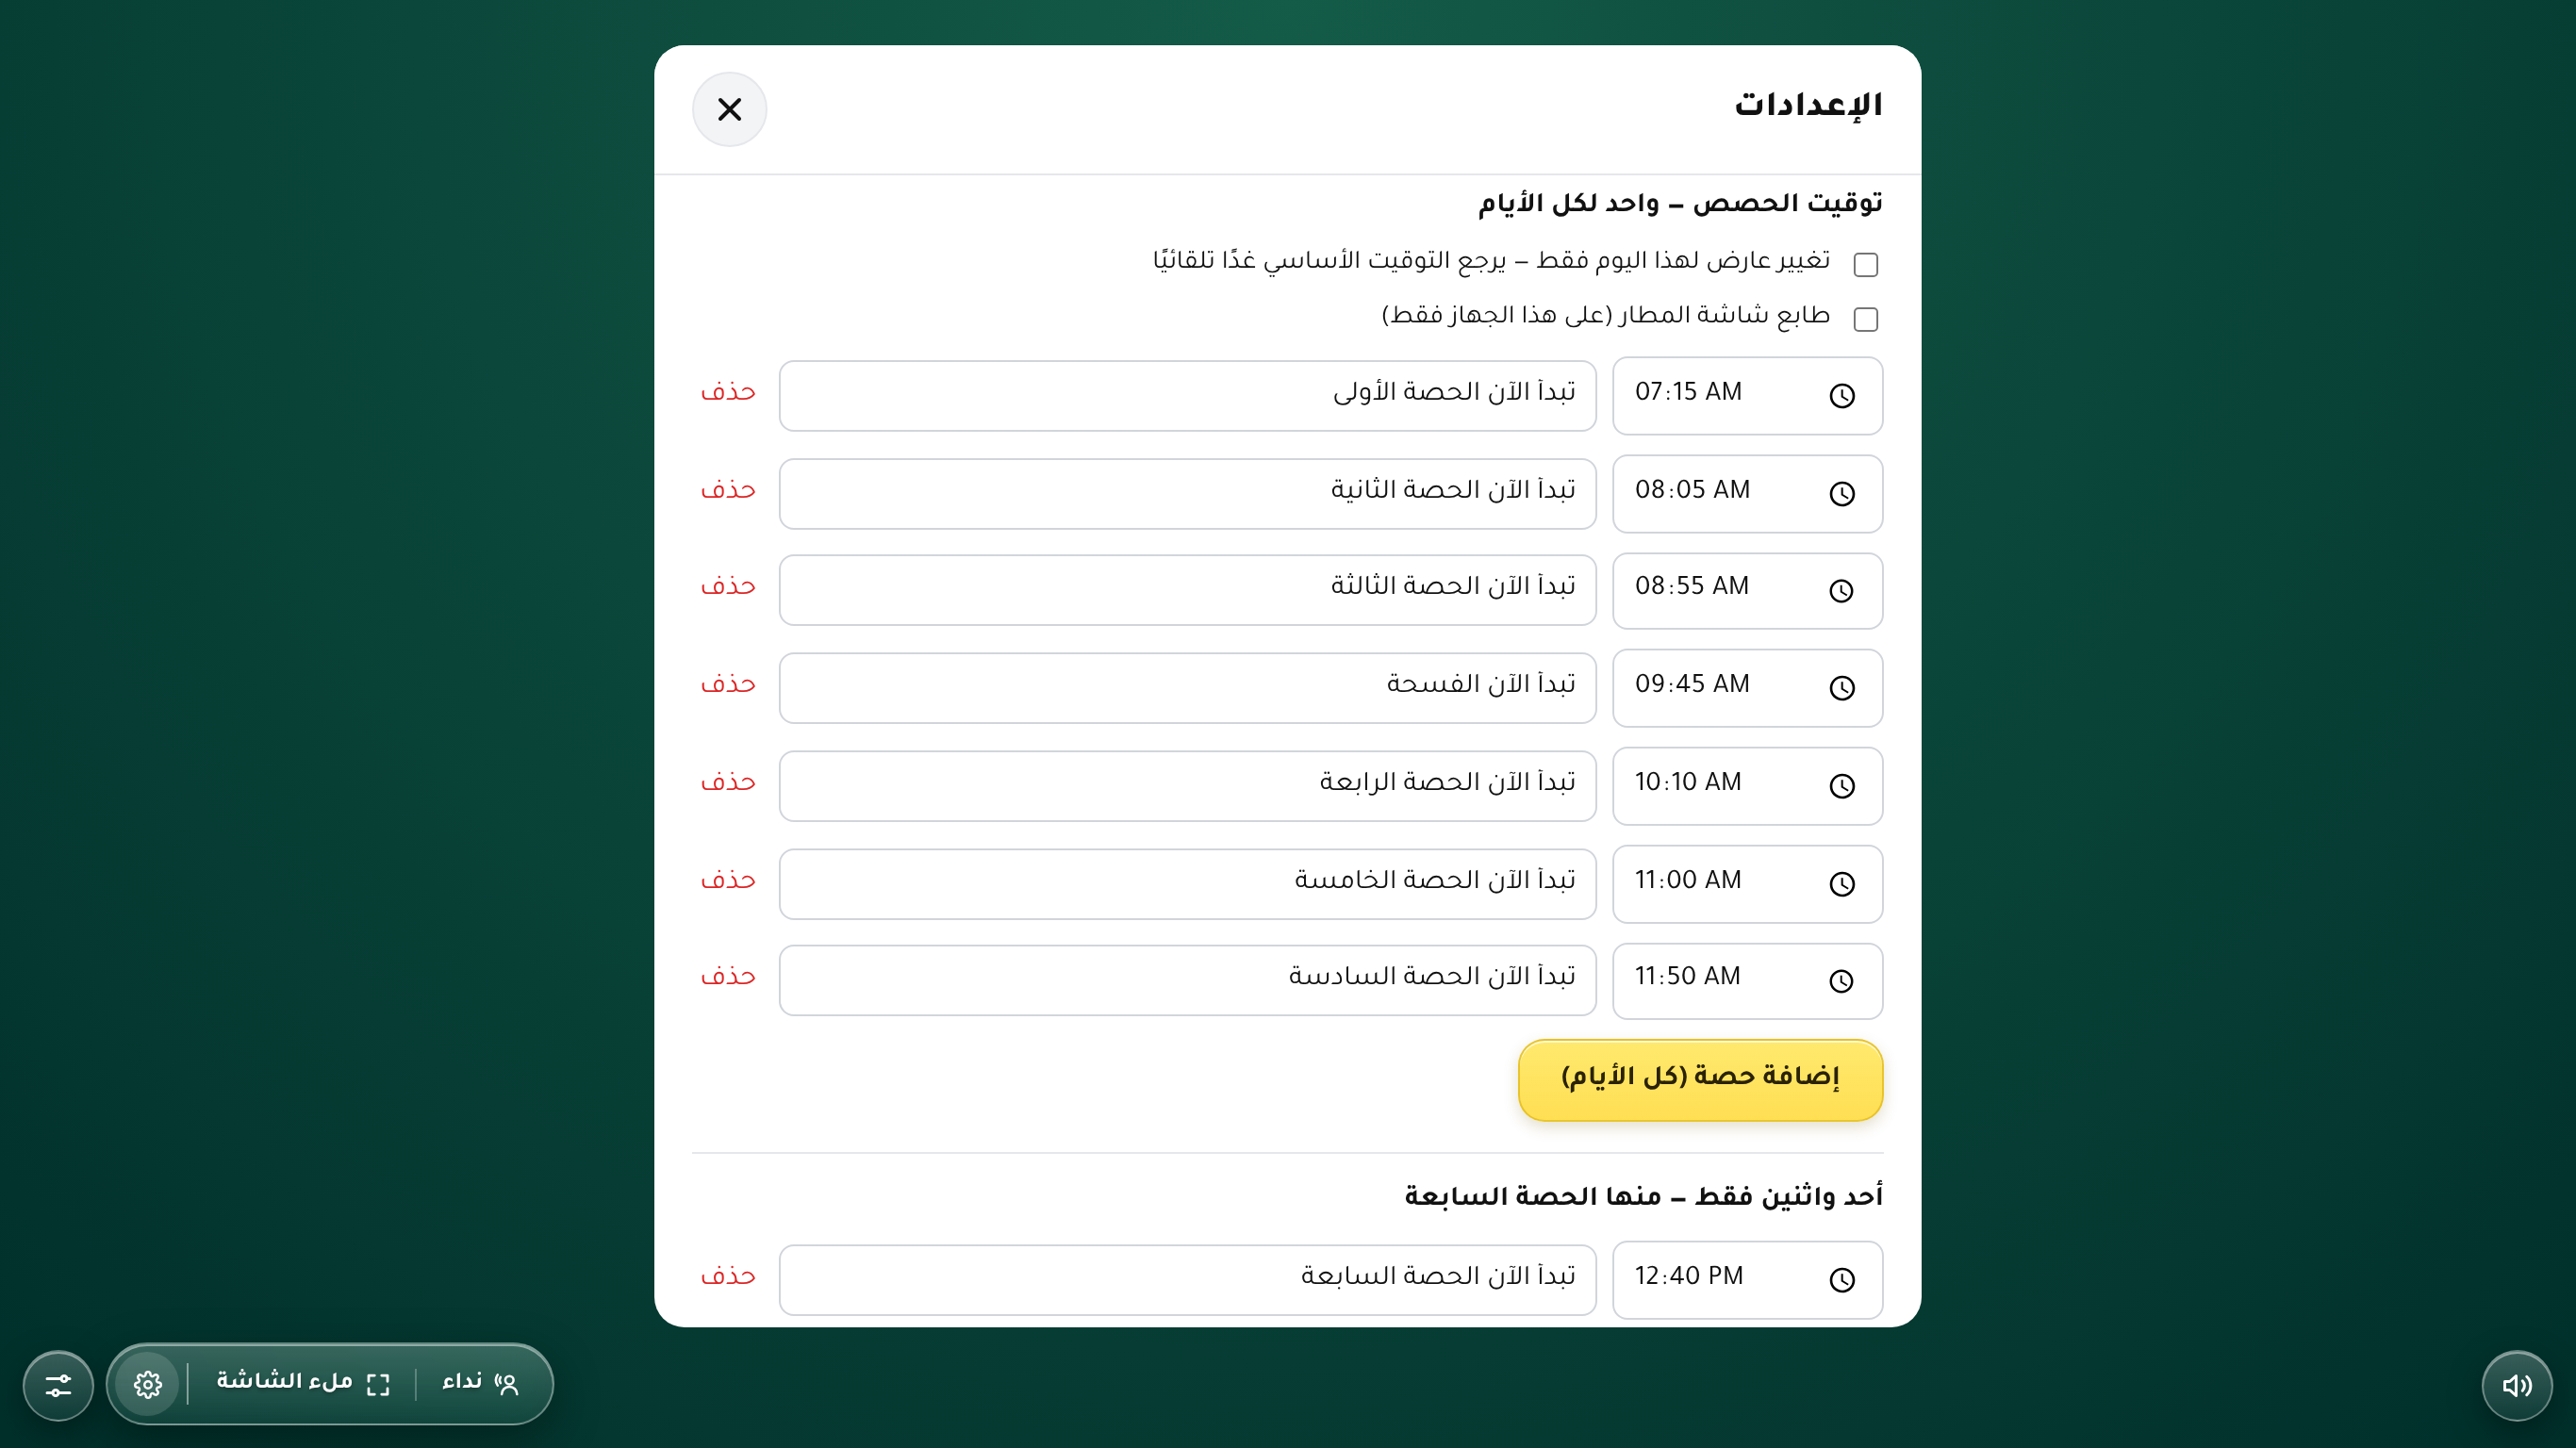 الإعدادات
توقيت الحصص – واحد لكل الأيام
تغيير عارض لهذا اليوم فقط – يرجع التوقيت الأساسي غدًا تلقائيًا
طابع شاشة المطار (على هذا الجهاز فقط)
07:15 AM تبدأ الآن الحصة الأولى حذف
08:05 AM تبدأ الآن الحصة الثانية حذف
08:55 AM تبدأ الآن الحصة الثالثة حذف
09:45 AM تبدأ الآن الفسحة حذف
10:10 AM تبدأ الآن الحصة الرابعة حذف
11:00 AM تبدأ الآن الحصة الخامسة حذف
11:50 AM تبدأ الآن الحصة السادسة حذف
إضافة حصة (كل الأيام)
أحد واثنين فقط – منها الحصة السابعة
12:40 PM تبدأ الآن الحصة السابعة حذف
نداء ملء الشاشة